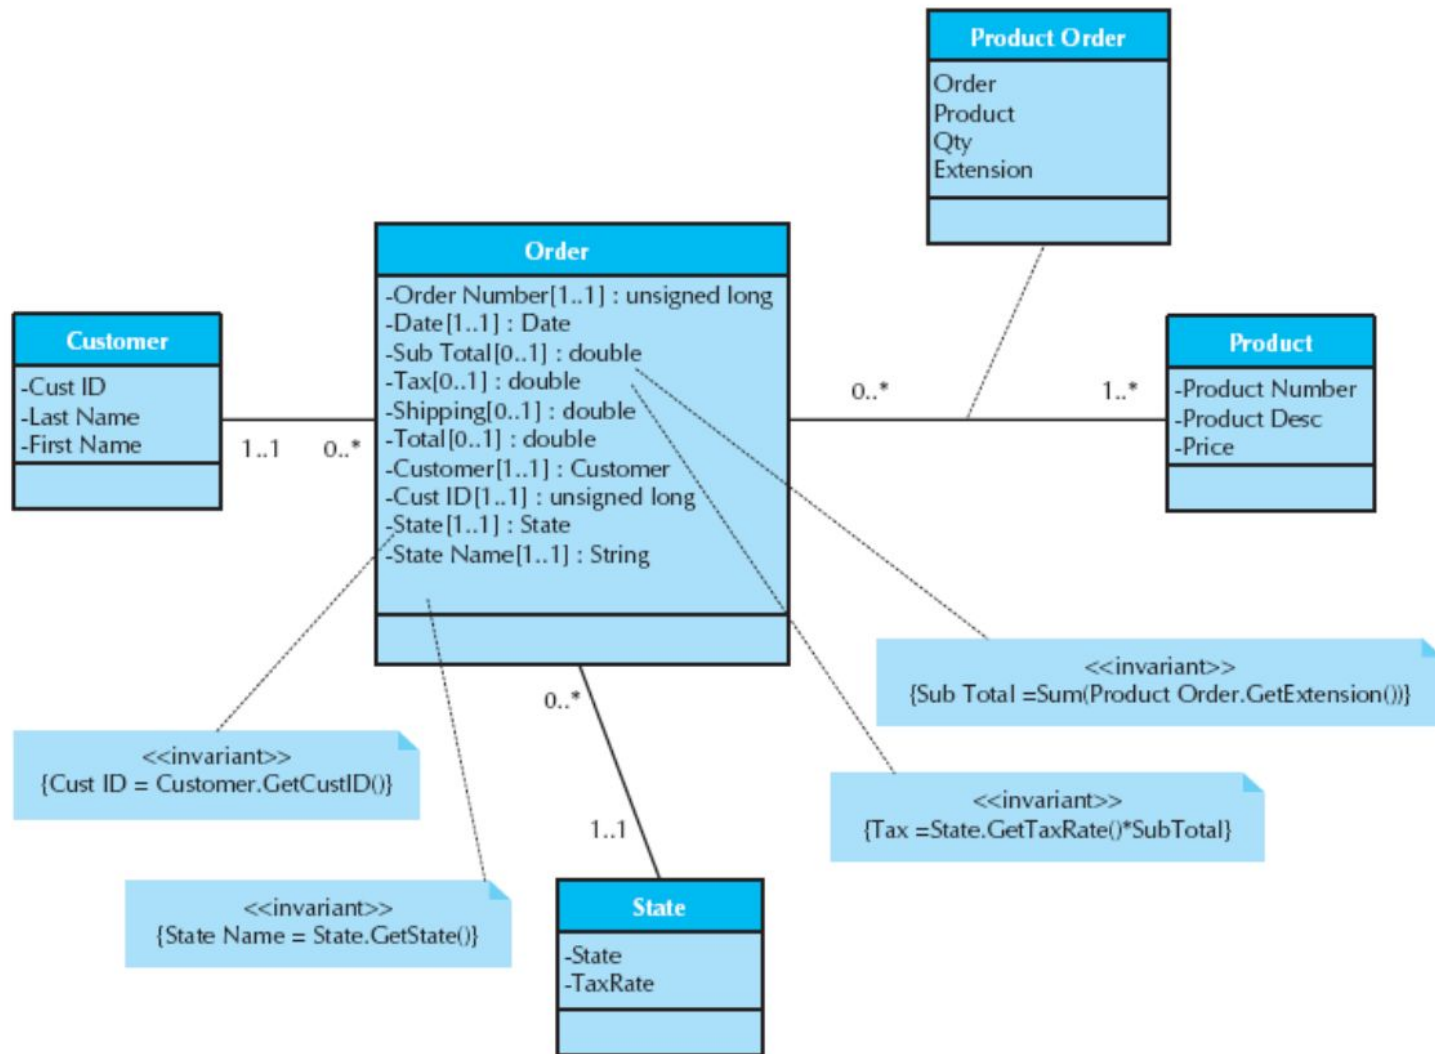 Product Order
Order
Product
Qty
Extension
Order
-Order Number[1..1] : unsigned long
-Date[1..1] : Date
-Sub Total[0..1] : double
-Tax[0..1] : double
-Shipping[0..1] : double
-Total[0..1] : double
-Customer[1..1] : Customer
-Cust ID[1..1] : unsigned long
-State[1..1] : State
-State Name[1..1] : String
Customer
-Cust ID
-Last Name
-First Name
1..1
0..*
0..*
1..*
Product
-Product Number
-Product Desc
-Price
<<invariant>>
{Sub Total =Sum(Product Order.GetExtension())}
0..*
<<invariant>>
{Cust ID = Customer.GetCustID()}
<<invariant>>
{Tax =State.GetTaxRate()*SubTotal}
1..1
<<invariant>>
{State Name = State.GetState()}
State
-State
-TaxRate